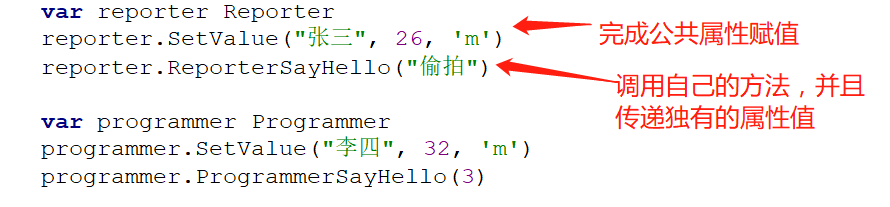 var reporter Reporter
reporter.SetValue("张三", 26, 'm')
reporter.ReporterSayHello("偷拍")
var programmer Programmer
programmer.SetValue("李四", 32, 'm')
programmer.ProgrammerSayHello(3)
完成公共属性赋值
调用自己的方法，并且
传递独有的属性值